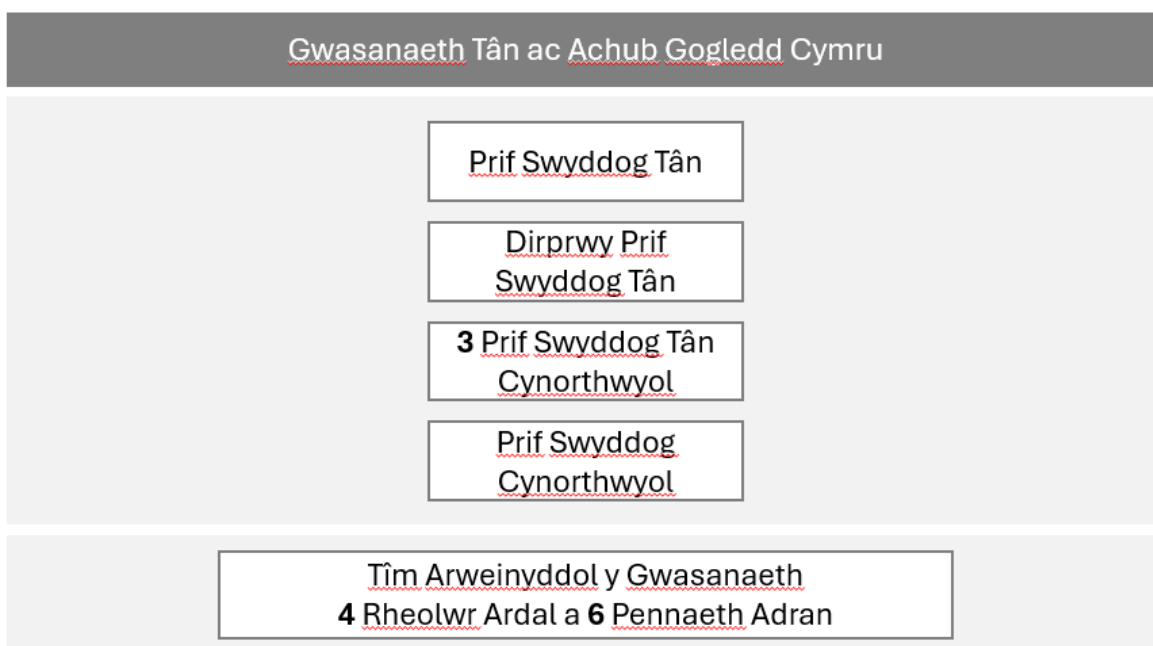 Gwasanaeth Tân ac Achub Gogledd Cymru
Prif Swyddog Tân
Dirprwy Prif
Swyddog Tân
3 Prif Swyddog Tân
Cynorthwyol
Prif Swyddog
Cynorthwyol
Tîm Arweinyddol y Gwasanaeth
4 Rheolwr Ardal a 6 Pennaeth Adran